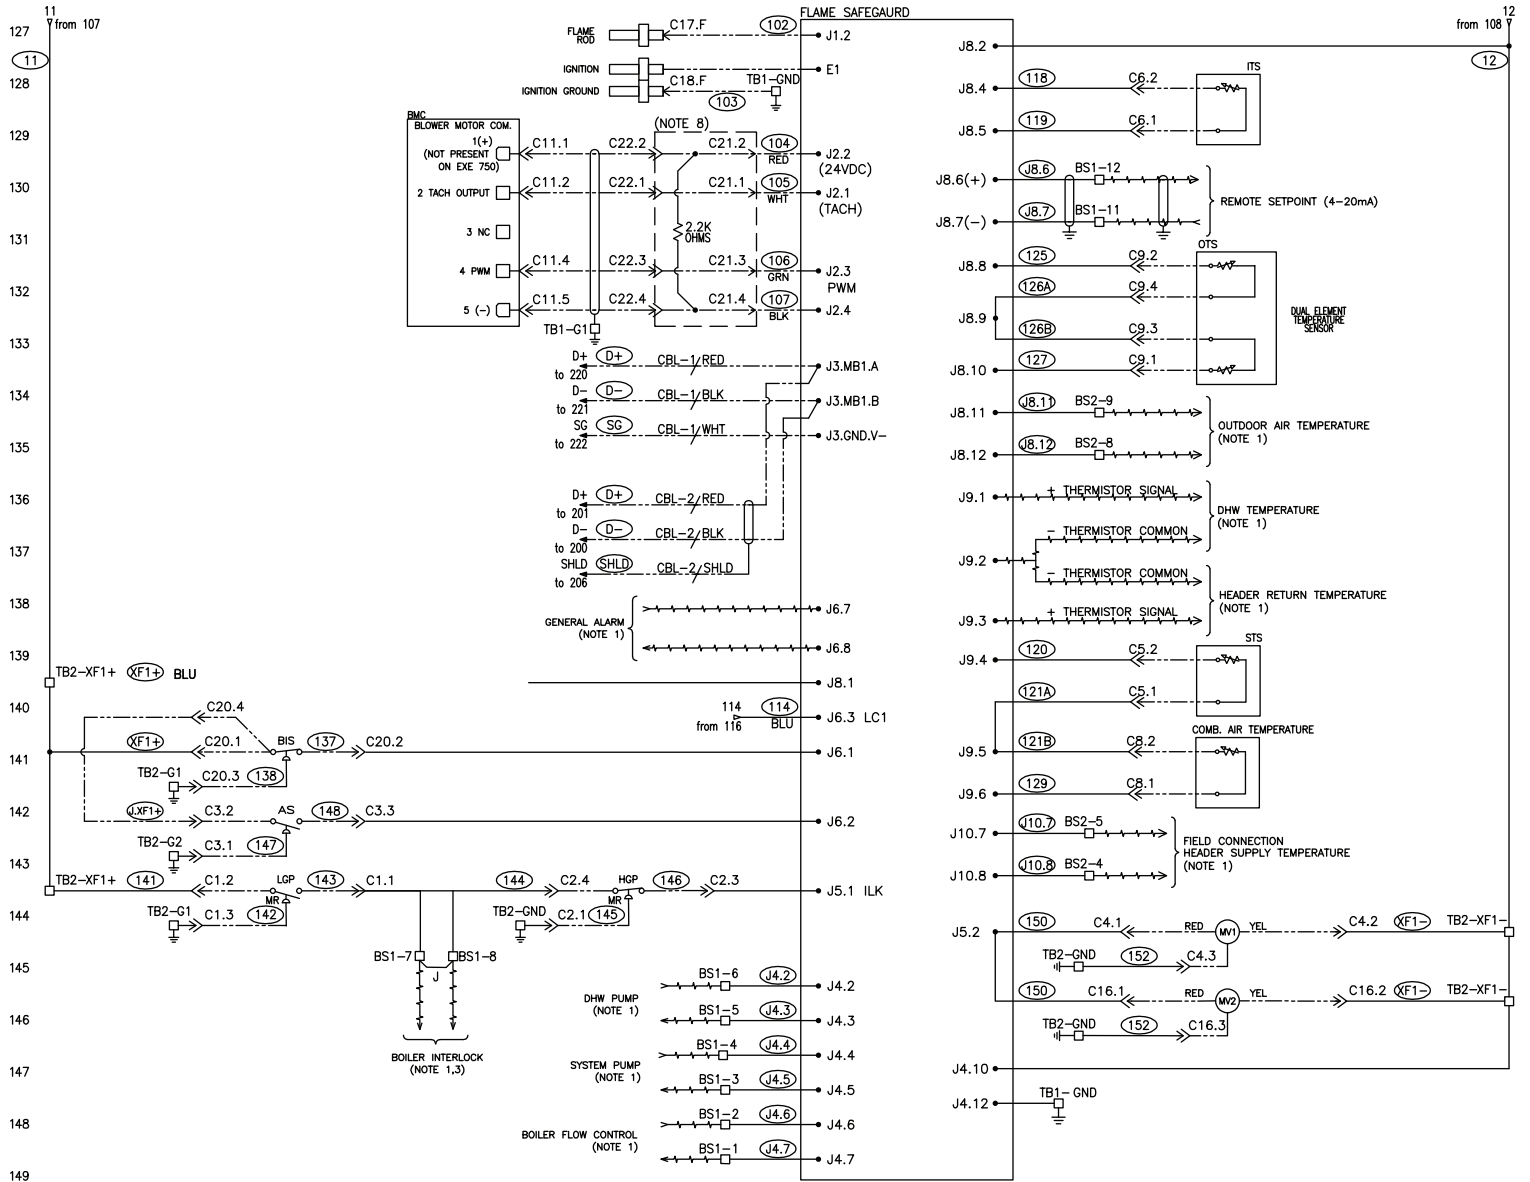 11
from 107
FLAME SAFEGAURD
12
from 108
127
FLAME
ROD
C17.F
102
J1.2
J8.2
11
12
IGNITION
E1
128
IGNITION GROUND
C18.F
TB1-GND
103
J8.4
118
C6.2
ITS
129
BMC
BLOWER MOTOR COM.
(NOTE 8)
J8.5
119
C6.1
1(+)
(NOT PRESENT
ON EXE 750)
C11.1
C22.2
C21.2
104
RED
J2.2
(24VDC)
130
2 TACH OUTPUT
C11.2
C22.1
C21.1
105
WHT
J2.1
(TACH)
J8.6(+)
J8.6
BS1-12
REMOTE SETPOINT (4-20mA)
J8.7(-)
J8.7
BS1-11
131
3 NC
2.2K
OHMS
4 PWM
C11.4
C22.3
C21.3
106
GRN
J2.3
PWM
J8.8
125
C9.2
OTS
132
5 (-)
C11.5
C22.4
C21.4
107
BLK
J2.4
126A
C9.4
J8.9
DUAL ELEMENT
TEMPERATURE
SENSOR
TB1-G1
126B
C9.3
133
D+
D+
to 220
CBL-1/RED
J3.MB1.A
J8.10
127
C9.1
134
D-
D-
to 221
CBL-1/BLK
J3.MB1.B
J8.11
J8.11
BS2-9
OUTDOOR AIR TEMPERATURE
(NOTE 1)
135
SG
SG
to 222
CBL-1/WHT
J3.GND.V-
J8.12
J8.12
BS2-8
136
D+
D+
to 201
CBL-2/RED
J9.1
+ THERMISTOR SIGNAL
DHW TEMPERATURE
(NOTE 1)
137
D-
D-
to 200
CBL-2/BLK
- THERMISTOR COMMON
J9.2
SHLD
SHLD
to 206
CBL-2/SHLD
- THERMISTOR COMMON
HEADER RETURN TEMPERATURE
(NOTE 1)
138
GENERAL ALARM
(NOTE 1)
J6.7
J9.3
+ THERMISTOR SIGNAL
139
J6.8
J9.4
120
C5.2
STS
TB2-XF1+
XF1+
BLU
J8.1
121A
C5.1
140
C20.4
114
from 116
114
BLU
J6.3 LC1
COMB. AIR TEMPERATURE
141
XF1+
C20.1
BIS
137
C20.2
J6.1
J9.5
121B
C8.2
TB2-G1
C20.3
138
J9.6
129
C8.1
142
J.XF1+
C3.2
AS
148
C3.3
J6.2
J10.7
J10.7
BS2-5
FIELD CONNECTION
HEADER SUPPLY TEMPERATURE
(NOTE 1)
143
TB2-G2
C3.1
147
J10.8
J10.8
BS2-4
TB2-XF1+
141
C1.2
LGP
MR
143
C1.1
144
C2.4
HGP
MR
146
C2.3
J5.1 ILK
144
TB2-G1
C1.3
142
TB2-GND
C2.1
145
J5.2
150
C4.1
RED
MV1
YEL
C4.2
XF1-
TB2-XF1-
145
BS1-7
BS1-8
J
TB2-GND
152
C4.3
DHW PUMP
(NOTE 1)
BS1-6
J4.2
J4.2
150
C16.1
RED
MV2
YEL
C16.2
XF1-
TB2-XF1-
146
BS1-5
J4.3
J4.3
TB2-GND
152
C16.3
BOILER INTERLOCK
(NOTE 1,3)
SYSTEM PUMP
(NOTE 1)
BS1-4
J4.4
J4.4
147
BS1-3
J4.5
J4.5
J4.10
J4.12
TB1-GND
148
BOILER FLOW CONTROL
(NOTE 1)
BS1-2
J4.6
J4.6
BS1-1
J4.7
J4.7
149